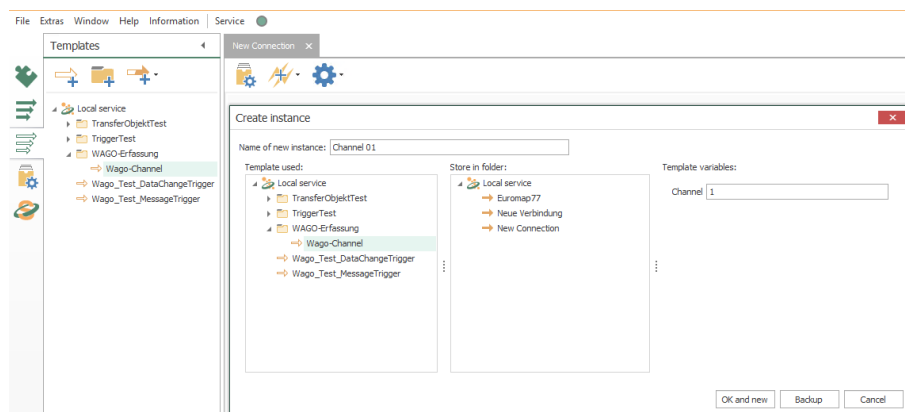 File Extras Window Help Information Service
Templates
New Connection
Local service
TransferObjektTest
TriggerTest
WAGO-Erfassung
Wago-Channel
Wago_Test_DataChangeTrigger
Wago_Test_MessageTrigger
Create instance
Name of new instance: Channel 01
Template used:
Local service
TransferObjektTest
TriggerTest
WAGO-Erfassung
Wago-Channel
Wago_Test_DataChangeTrigger
Wago_Test_MessageTrigger
Store in folder:
Local service
Euromap77
Neue Verbindung
New Connection
Template variables:
Channel 1
OK and new Backup Cancel